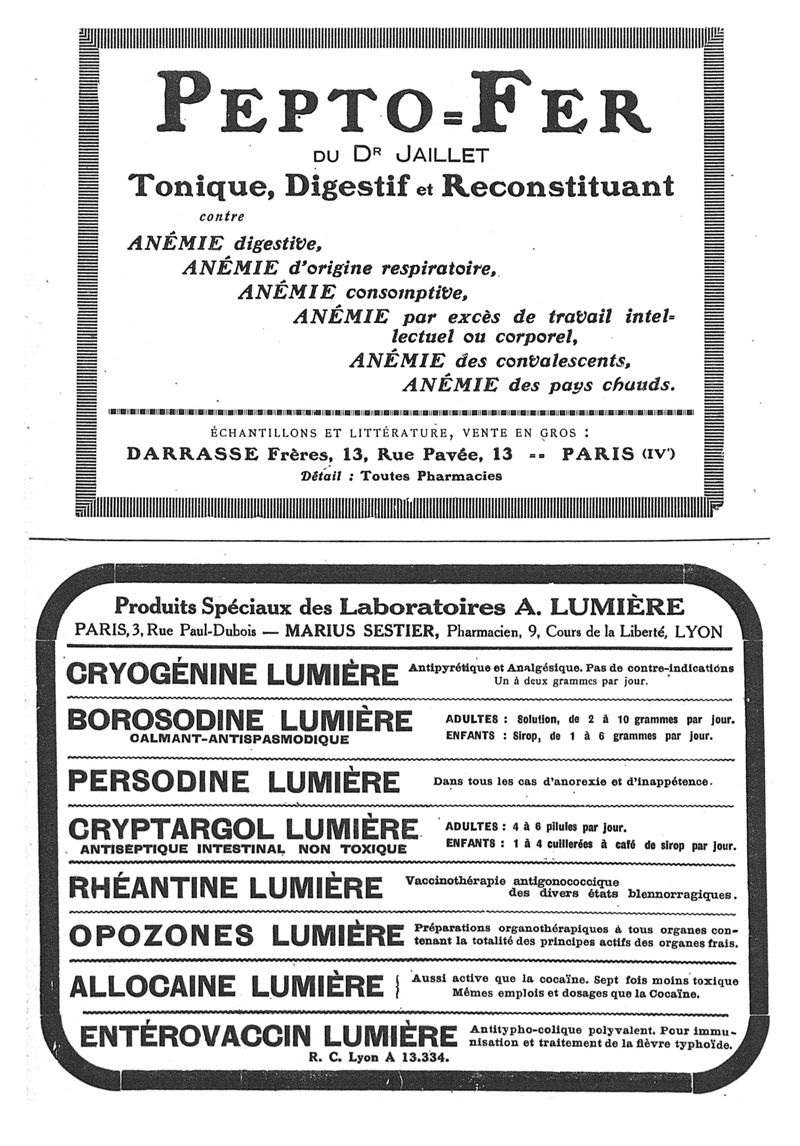 PEPTO=FER
DU DR JAILLET
Tonique, Digestif et Reconstituant
contre
ANÉMIE digestive,
ANÉMIE d'origine respiratoire,
ANÉMIE consomptive,
ANÉMIE par excès de travail intel=
lectuel ou corporel,
ANÉMIE des convalescents,
ANÉMIE des pays chauds.
ÉCHANTILLONS ET LITTÉRATURE, VENTE EN GROS :
DARRASSE Frères, 13, Rue Pavée, 13 == PARIS (IVe)
Détail : Toutes Pharmacies
Produits Spéciaux des Laboratoires A. LUMIÈRE
PARIS, 3, Rue Paul-Dubois — MARIUS SESTIER, Pharmacien, 9, Cours de la Liberté, LYON
CRYOGÉNINE LUMIÈRE Antipyrétique et Analgésique. Pas de contre-indications
Un à deux grammes par jour.
BOROSODINE LUMIÈRE ADULTES : Solution, de 2 à 10 grammes par jour.
CALMANT-ANTISPASMODIQUE ENFANTS : Sirop, de 1 à 6 grammes par jour.
PERSODINE LUMIÈRE Dans tous les cas d'anorexie et d'inappétence.
CRYPTARGOL LUMIÈRE ADULTES : 4 à 6 pilules par jour.
ANTISEPTIQUE INTESTINAL NON TOXIQUE ENFANTS : 1 à 4 cuillerées à café de sirop par jour.
RHÉANTINE LUMIÈRE Vaccinothérapie antigonococcique
des divers états blennorragiques.
OPOZONES LUMIÈRE Préparations organothérapiques à tous organes con-
tenant la totalité des principes actifs des organes frais.
ALLOCAINE LUMIÈRE { Aussi active que la cocaïne. Sept fois moins toxique
Mêmes emplois et dosages que la Cocaïne.
ENTÉROVACCIN LUMIÈRE Antitypho-colique polyvalent. Pour immu-
nisation et traitement de la fièvre typhoïde.
R. C. Lyon A 13.334.